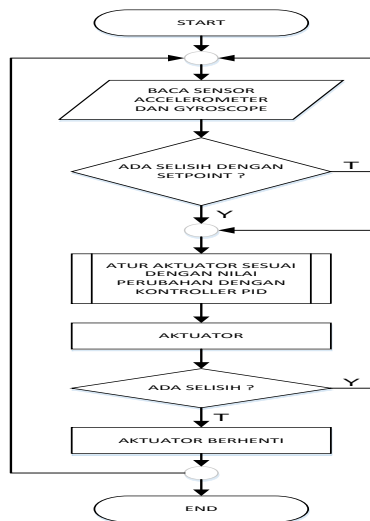 START
BACA SENSOR
ACCELEROMETER
DAN GYROSCOPE
ADA SELISIH DENGAN
SETPOINT ?
T
Y
ATUR AKTUATOR SESUAI
DENGAN NILAI
PERUBAHAN DENGAN
KONTROLLER PID
AKTUATOR
ADA SELISIH ?
Y
T
AKTUATOR BERHENTI
END